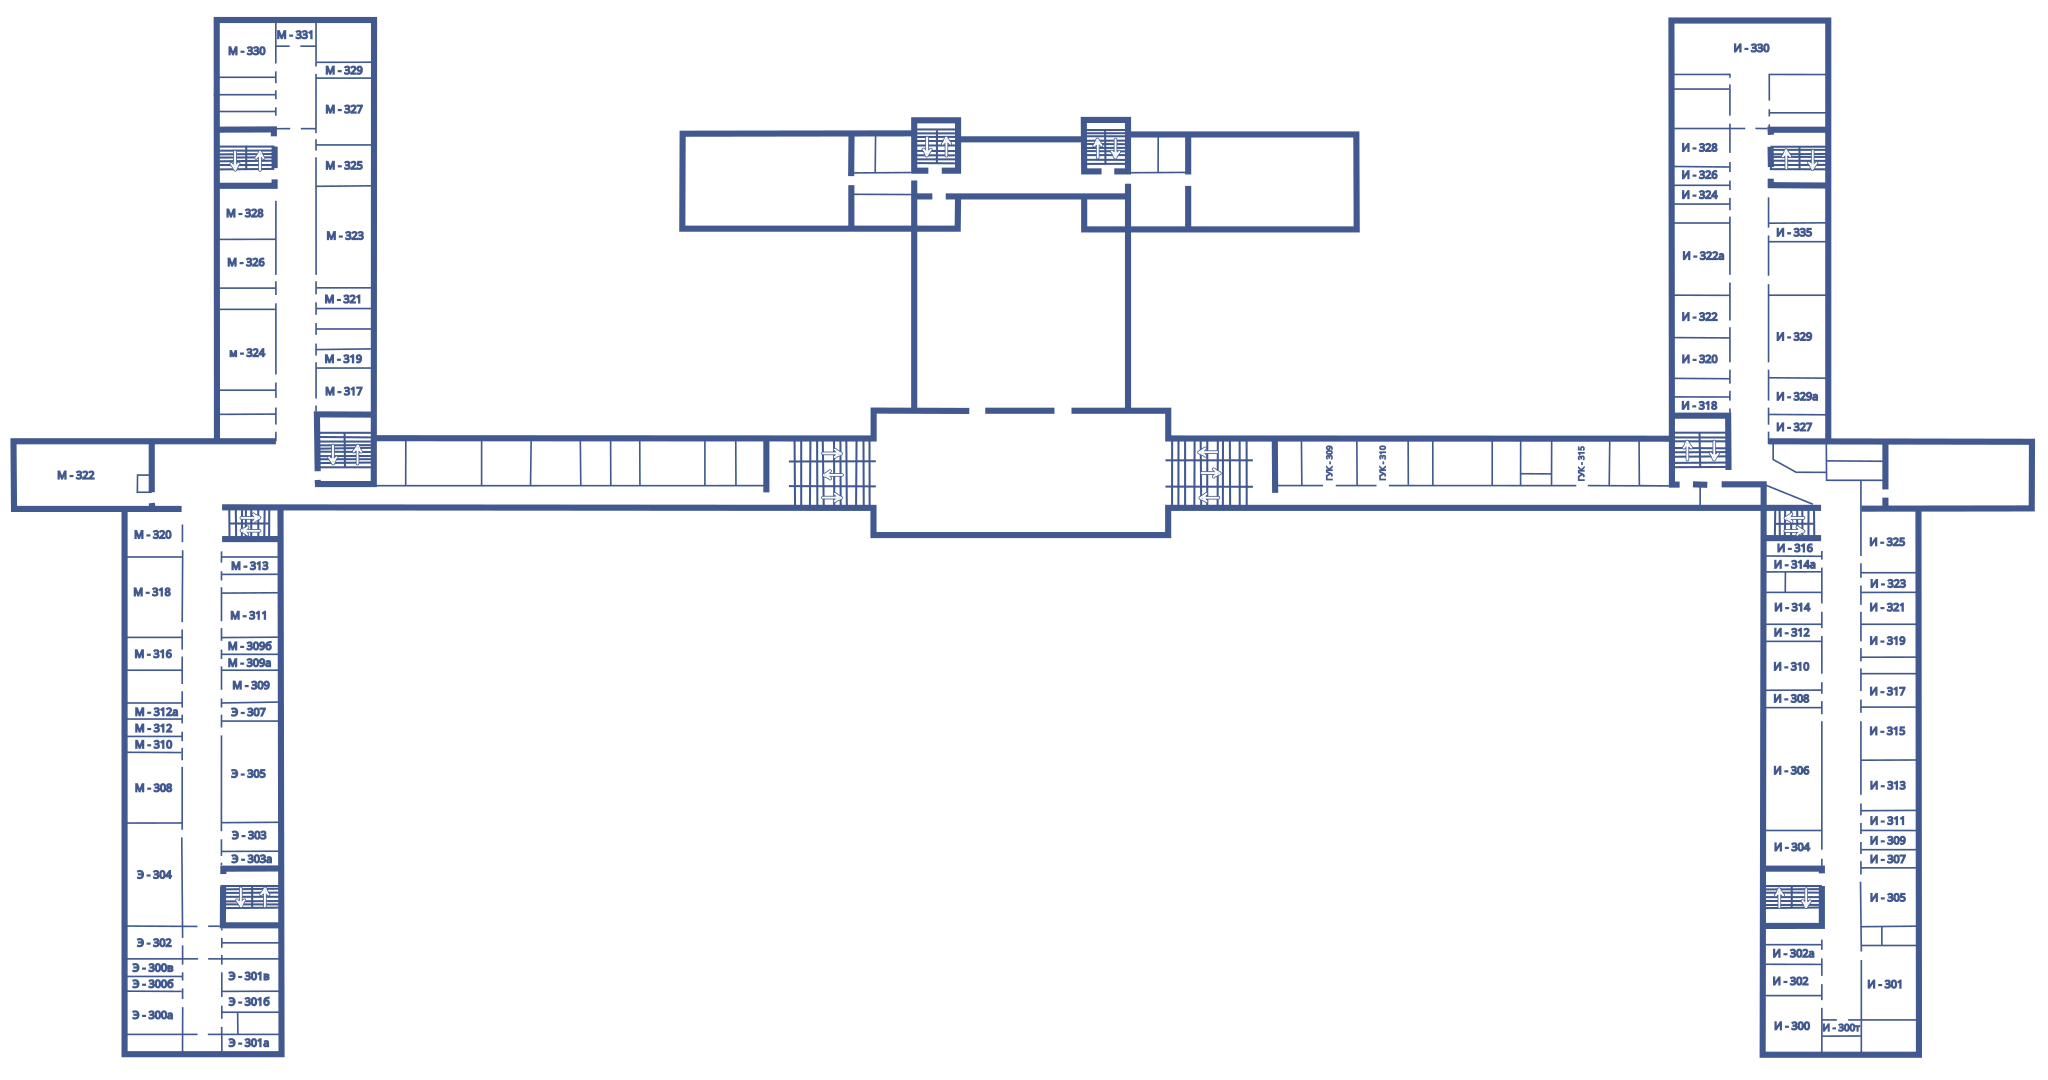 М - 331
М - 330
М - 329
М - 327
М - 325
М - 328
М - 323
М - 326
М - 321
м - 324
М - 319
М - 317
М - 322
М - 320
М - 313
М - 318
М - 311
М - 309б
М - 316
М - 309а
М - 309
М - 312а
Э - 307
М - 312
М - 310
Э - 305
М - 308
Э - 303
Э - 303а
Э - 304
Э - 302
Э - 300в
Э - 301в
Э - 300б
Э - 301б
Э - 300а
Э - 301а
ГУК - 309
ГУК - 310
ГУК - 315
И - 330
И - 328
И - 326
И - 324
И - 335
И - 322а
И - 322
И - 329
И - 320
И - 329а
И - 318
И - 327
И - 325
И - 316
И - 314а
И - 323
И - 314
И - 321
И - 312
И - 319
И - 310
И - 317
И - 308
И - 315
И - 306
И - 313
И - 311
И - 309
И - 304
И - 307
И - 305
И - 302а
И - 302
И - 301
И - 300
И - 300т